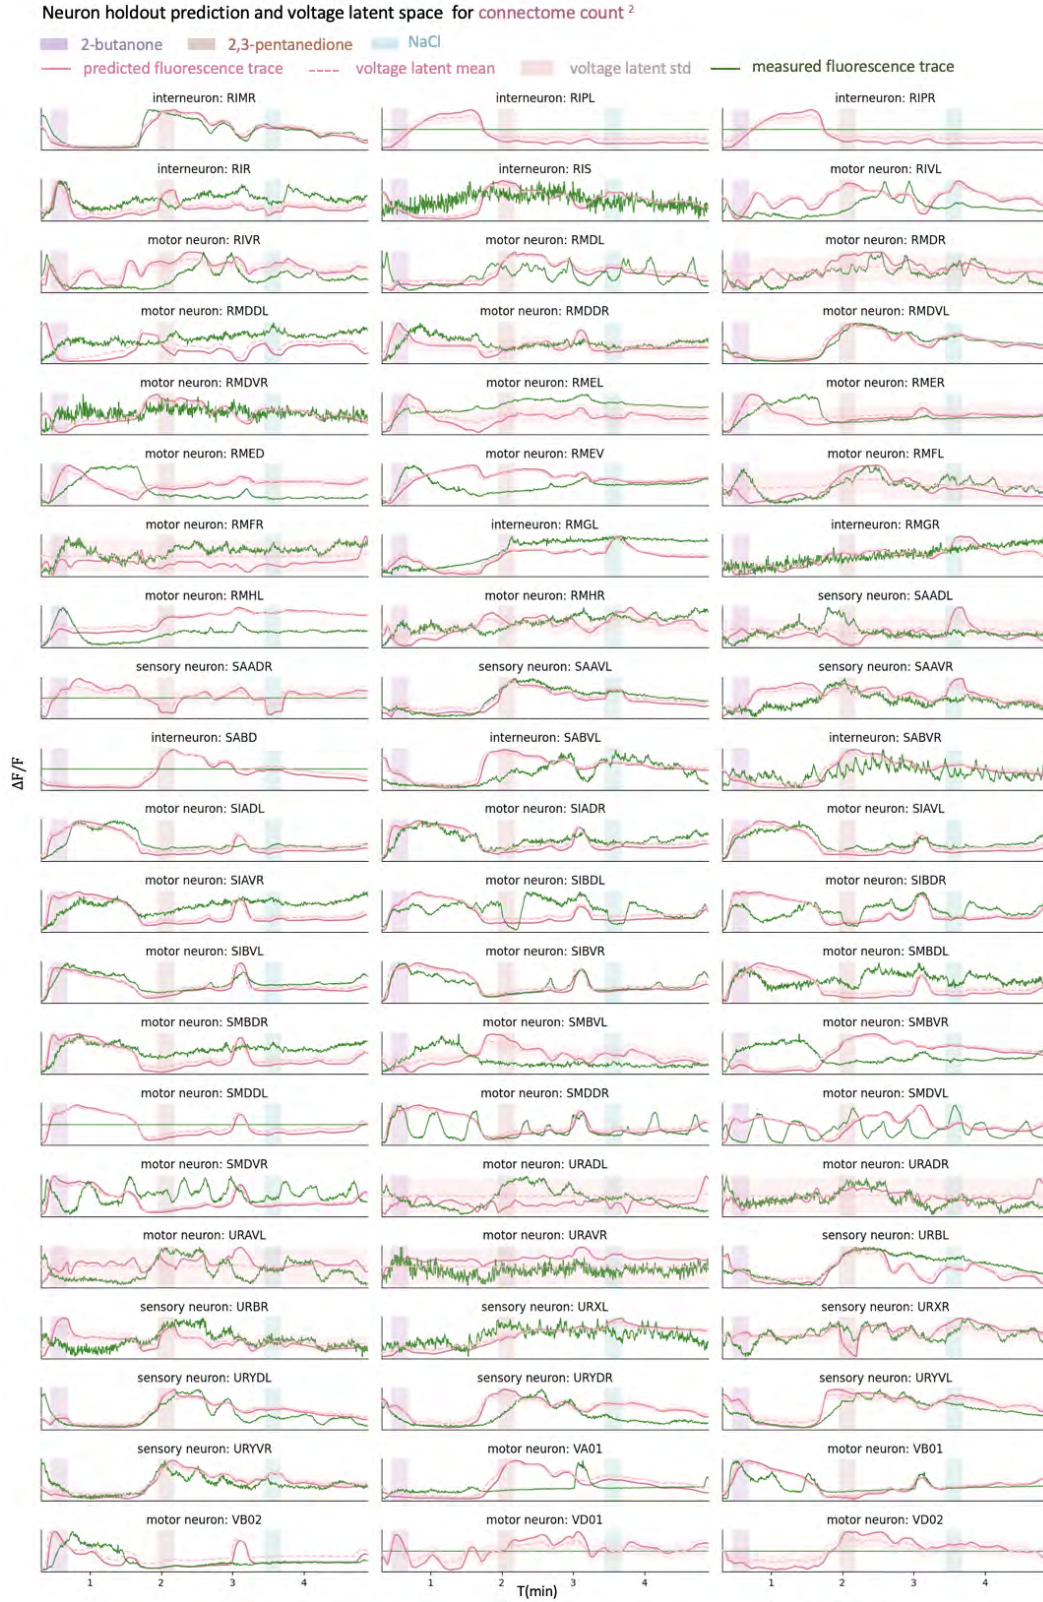 Neuron holdout prediction and voltage latent space for connectome count 2
2-butanone 2,3-pentanedione NaCl
predicted fluorescence trace voltage latent mean voltage latent std measured fluorescence trace
interneuron: RIMR interneuron: RIPL interneuron: RIPR
interneuron: RIR interneuron: RIS motor neuron: RIVL
motor neuron: RIVR motor neuron: RMDL motor neuron: RMDR
motor neuron: RMDDL motor neuron: RMDDR motor neuron: RMDVL
motor neuron: RMDVR motor neuron: RMEL motor neuron: RMER
motor neuron: RMED motor neuron: RMEV motor neuron: RMFL
motor neuron: RMFR interneuron: RMGL interneuron: RMGR
motor neuron: RMHL motor neuron: RMHR sensory neuron: SAADL
sensory neuron: SAADR sensory neuron: SAAVL sensory neuron: SAAVR
interneuron: SABD interneuron: SABVL interneuron: SABVR
ΔF/F
motor neuron: SIADL motor neuron: SIADR motor neuron: SIAVL
motor neuron: SIAVR motor neuron: SIBDL motor neuron: SIBDR
motor neuron: SIBVL motor neuron: SIBVR motor neuron: SMBDL
motor neuron: SMBDR motor neuron: SMBVL motor neuron: SMBVR
motor neuron: SMDDL motor neuron: SMDDR motor neuron: SMDVL
motor neuron: SMDVR motor neuron: URADL motor neuron: URADR
motor neuron: URAVL motor neuron: URAVR sensory neuron: URBL
sensory neuron: URBR sensory neuron: URXL sensory neuron: URXR
sensory neuron: URYDL sensory neuron: URYDR sensory neuron: URYVL
sensory neuron: URYVR motor neuron: VA01 motor neuron: VB01
motor neuron: VB02 motor neuron: VD01 motor neuron: VD02
1 2 3 4 1 2 3 4 1 2 3 4
T(min)